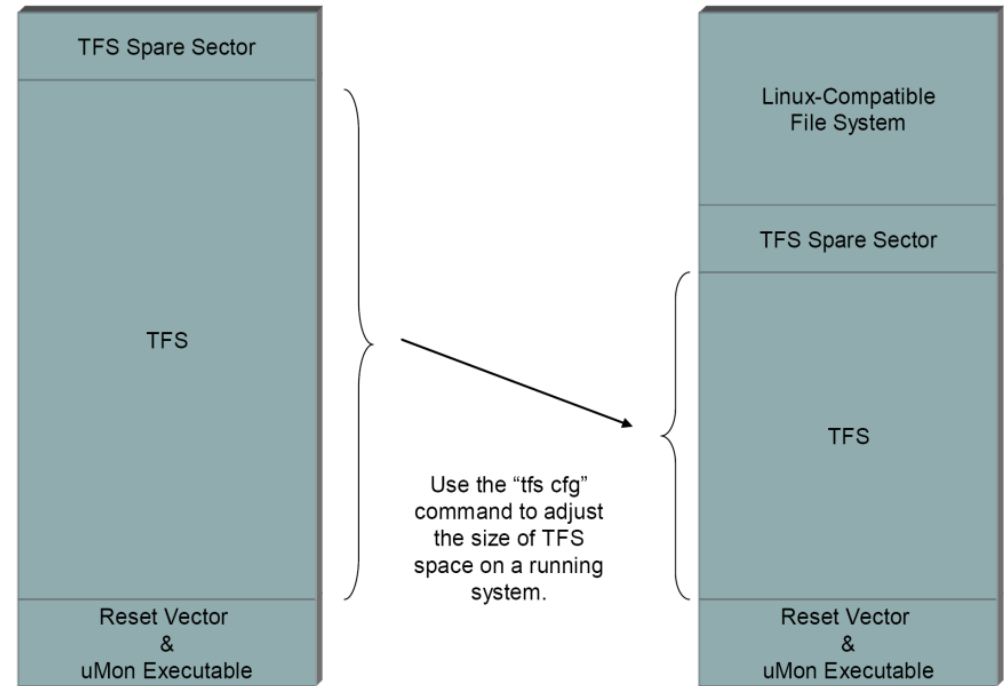 TFS Spare Sector
TFS
Reset Vector
&
uMon Executable
Use the “tfs cfg”
command to adjust
the size of TFS
space on a running
system.
Linux-Compatible
File System
TFS Spare Sector
TFS
Reset Vector
&
uMon Executable